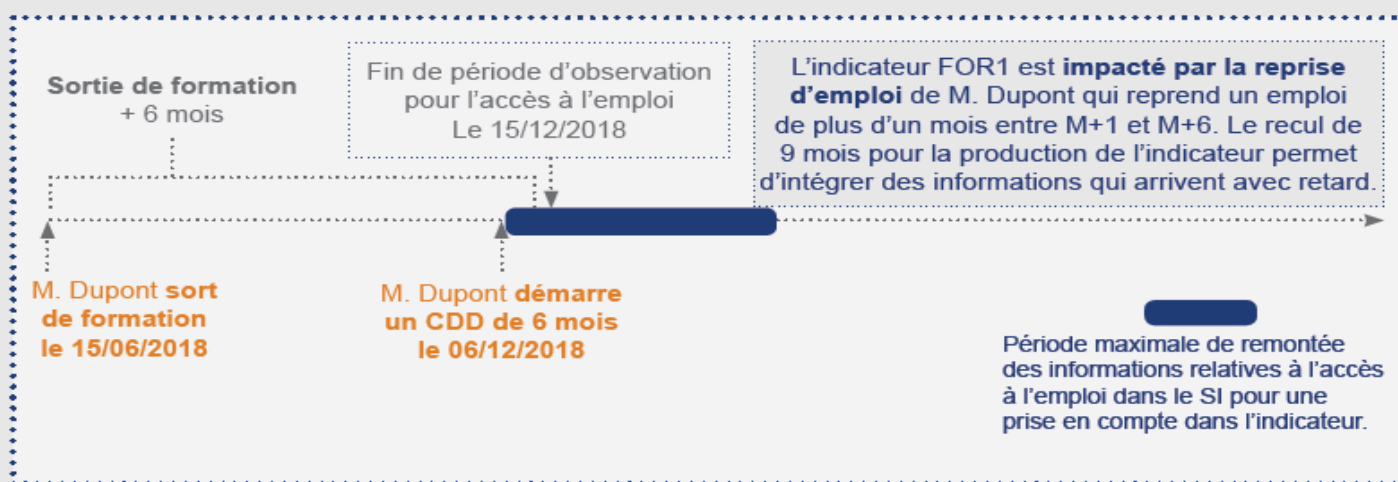 Sortie de formation
+ 6 mois
Fin de période d'observation
pour l'accès à l'emploi
Le 15/12/2018
L'indicateur FOR1 est impacté par la reprise
d'emploi de M. Dupont qui reprend un emploi
de plus d'un mois entre M+1 et M+6. Le recul de
9 mois pour la production de l'indicateur permet
d'intégrer des informations qui arrivent avec retard.
M. Dupont sort
de formation
le 15/06/2018
M. Dupont démarre
un CDD de 6 mois
le 06/12/2018
Période maximale de remontée
des informations relatives à l'accès
à l'emploi dans le SI pour une
prise en compte dans l'indicateur.